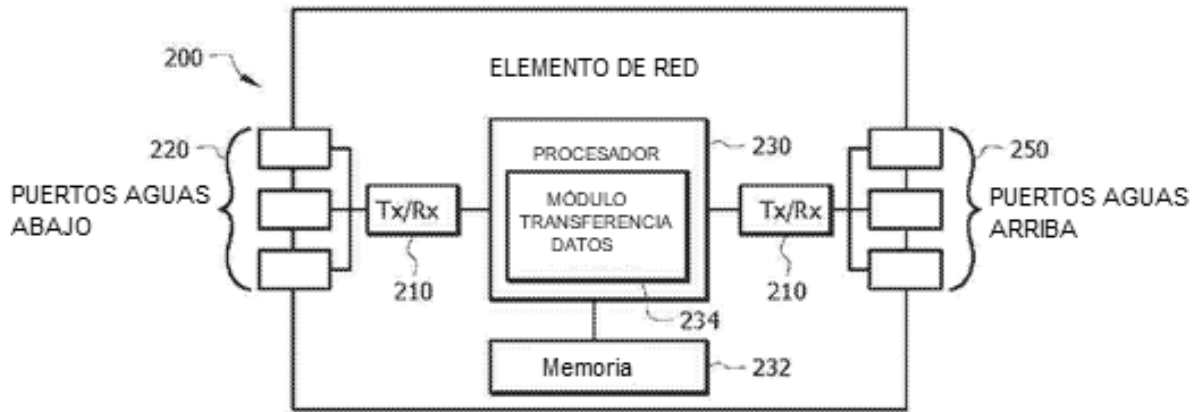 200
ELEMENTO DE RED
220
PUERTOS AGUAS
ABAJO
Tx/Rx
210
PROCESADOR
MÓDULO
TRANSFERENCIA
DATOS
230
234
Memoria
232
Tx/Rx
210
250
PUERTOS AGUAS
ARRIBA